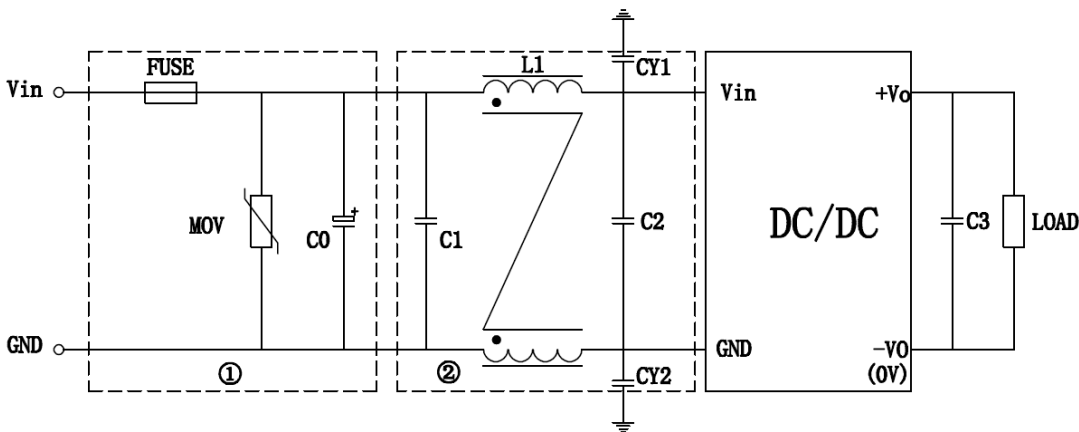 FUSE
L1
CY1
Vin
Vin
+Vo
MOV
C0
+
C1
C2
DC/DC
C3
LOAD
GND
GND
-VO
(0V)
①
②
CY2